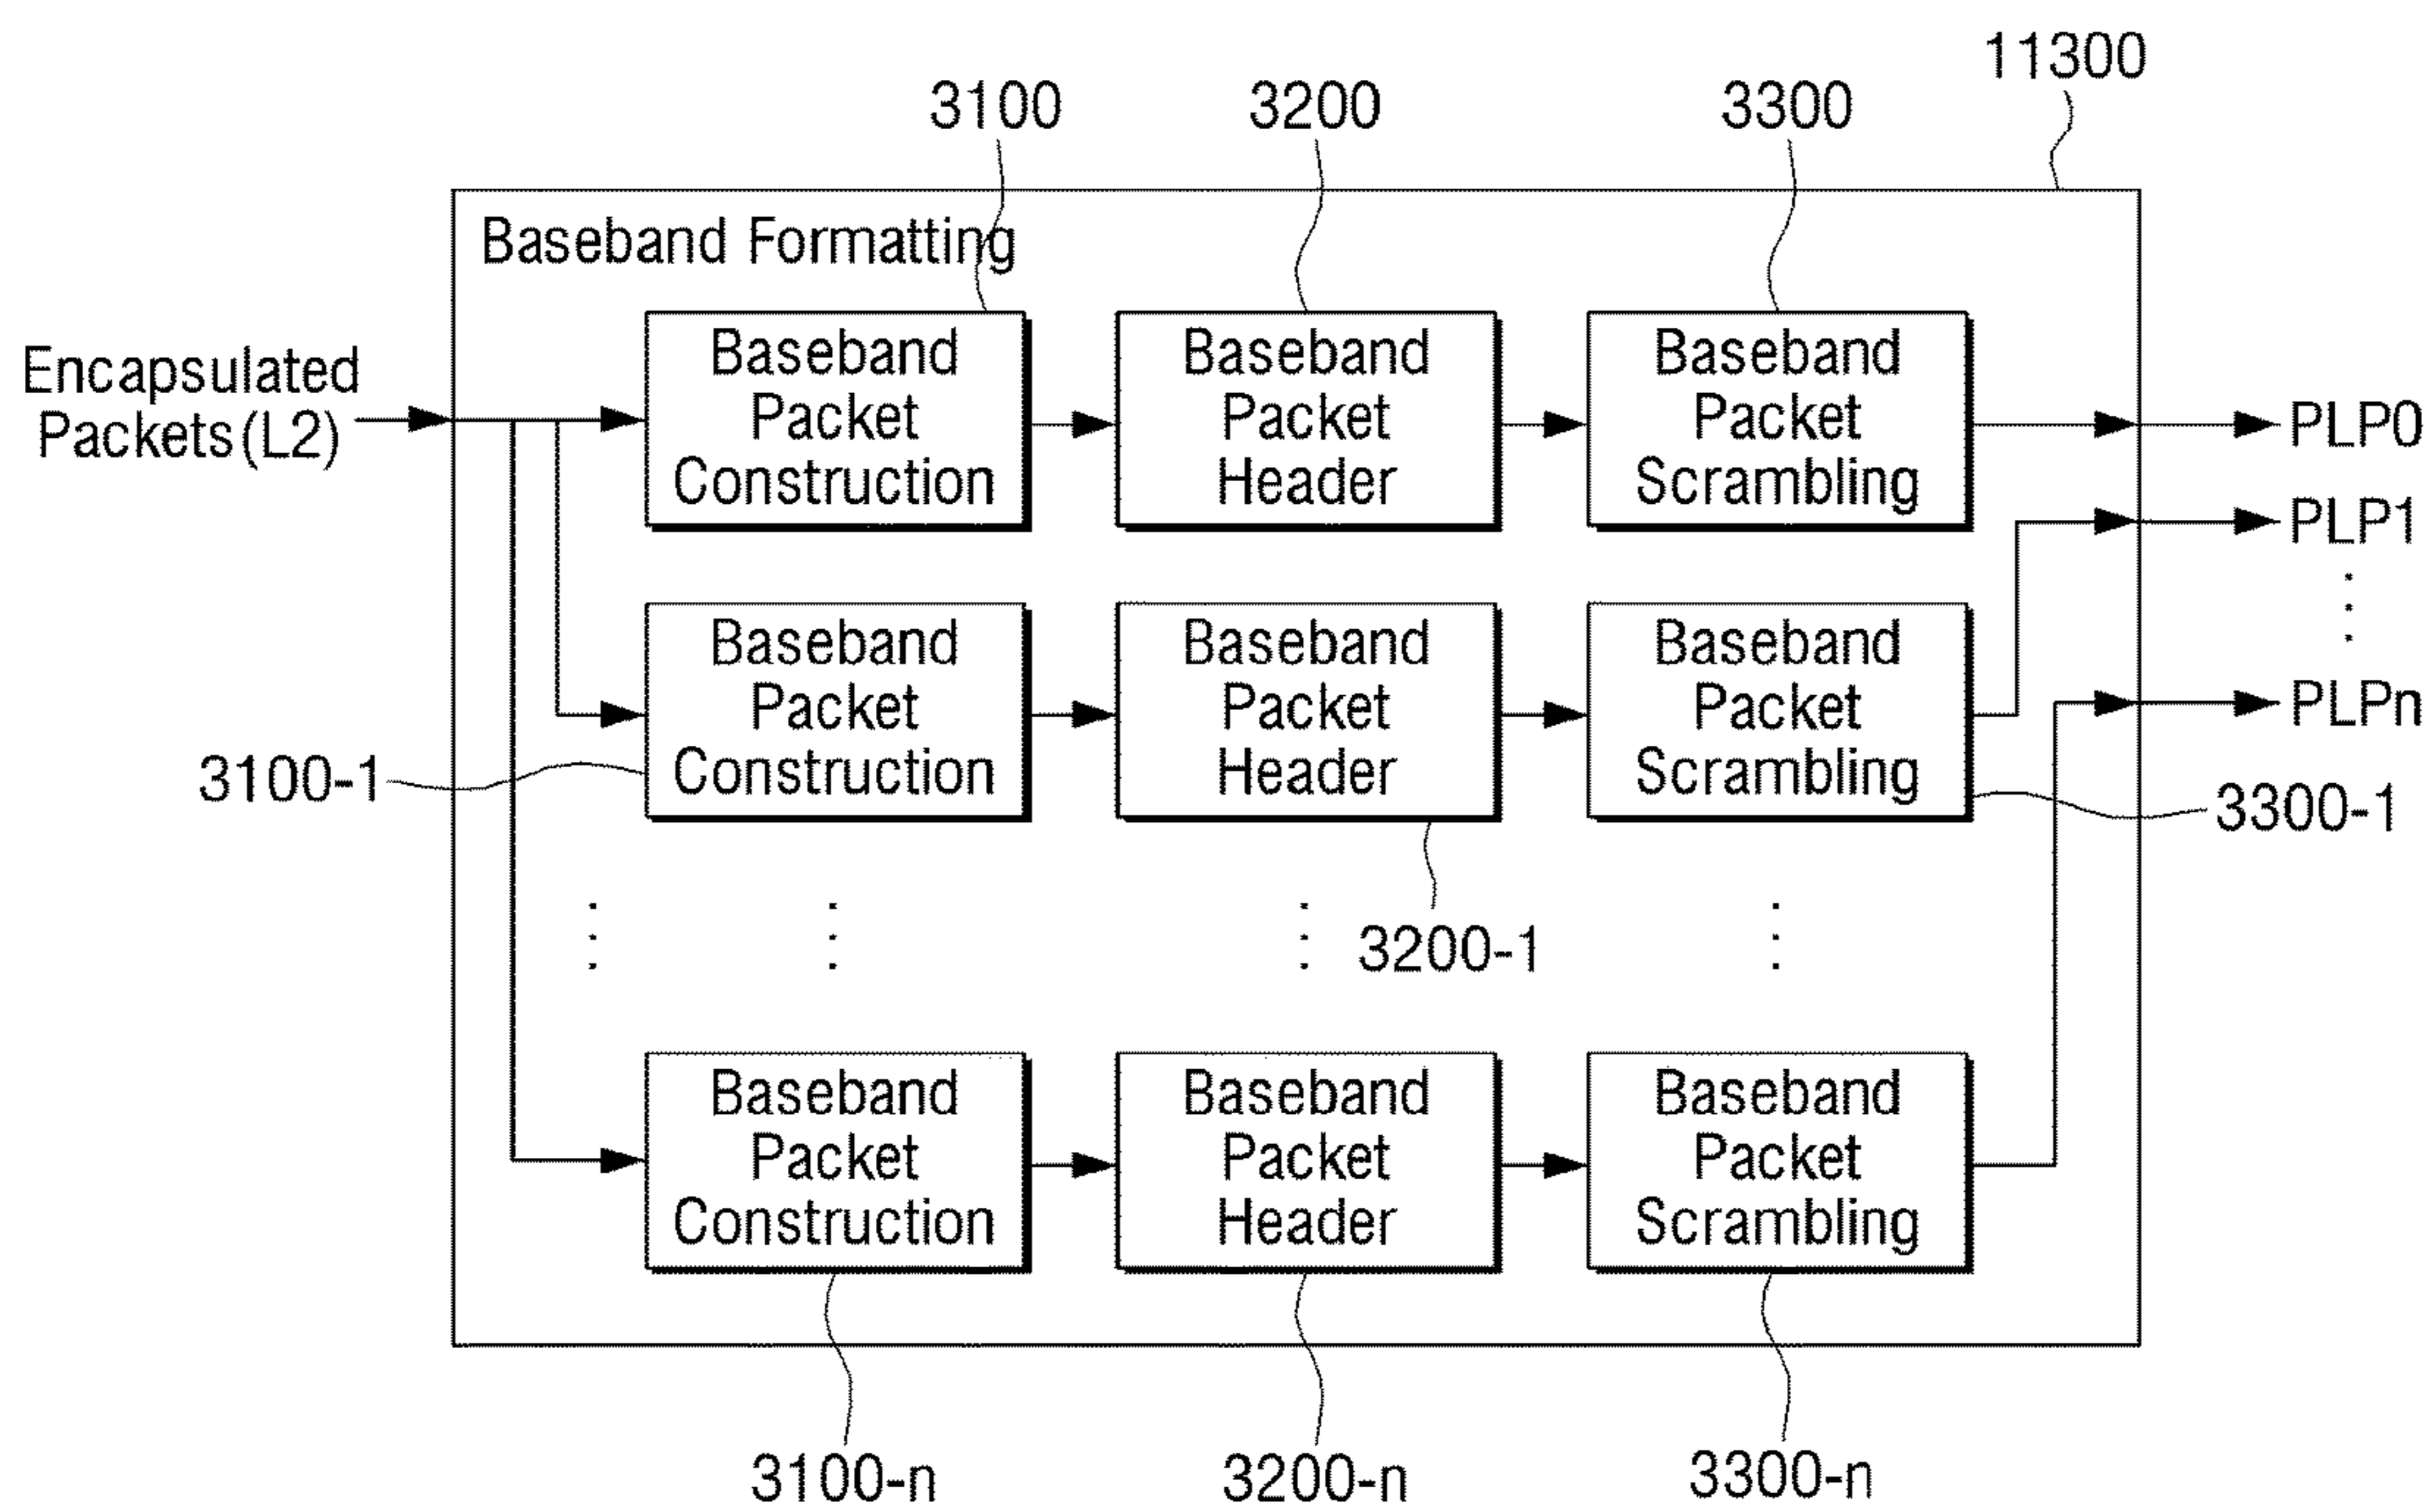 11300
3100
3200
3300
Baseband Formatting
Encapsulated
Packets(L2)
Baseband
Packet
Construction
Baseband
Packet
Header
Baseband
Packet
Scrambling
PLP0
PLP1
PLPn
Baseband
Packet
Construction
Baseband
Packet
Header
Baseband
Packet
Scrambling
3100-1
3300-1
3200-1
Baseband
Packet
Construction
Baseband
Packet
Header
Baseband
Packet
Scrambling
3100-n
3200-n
3300-n